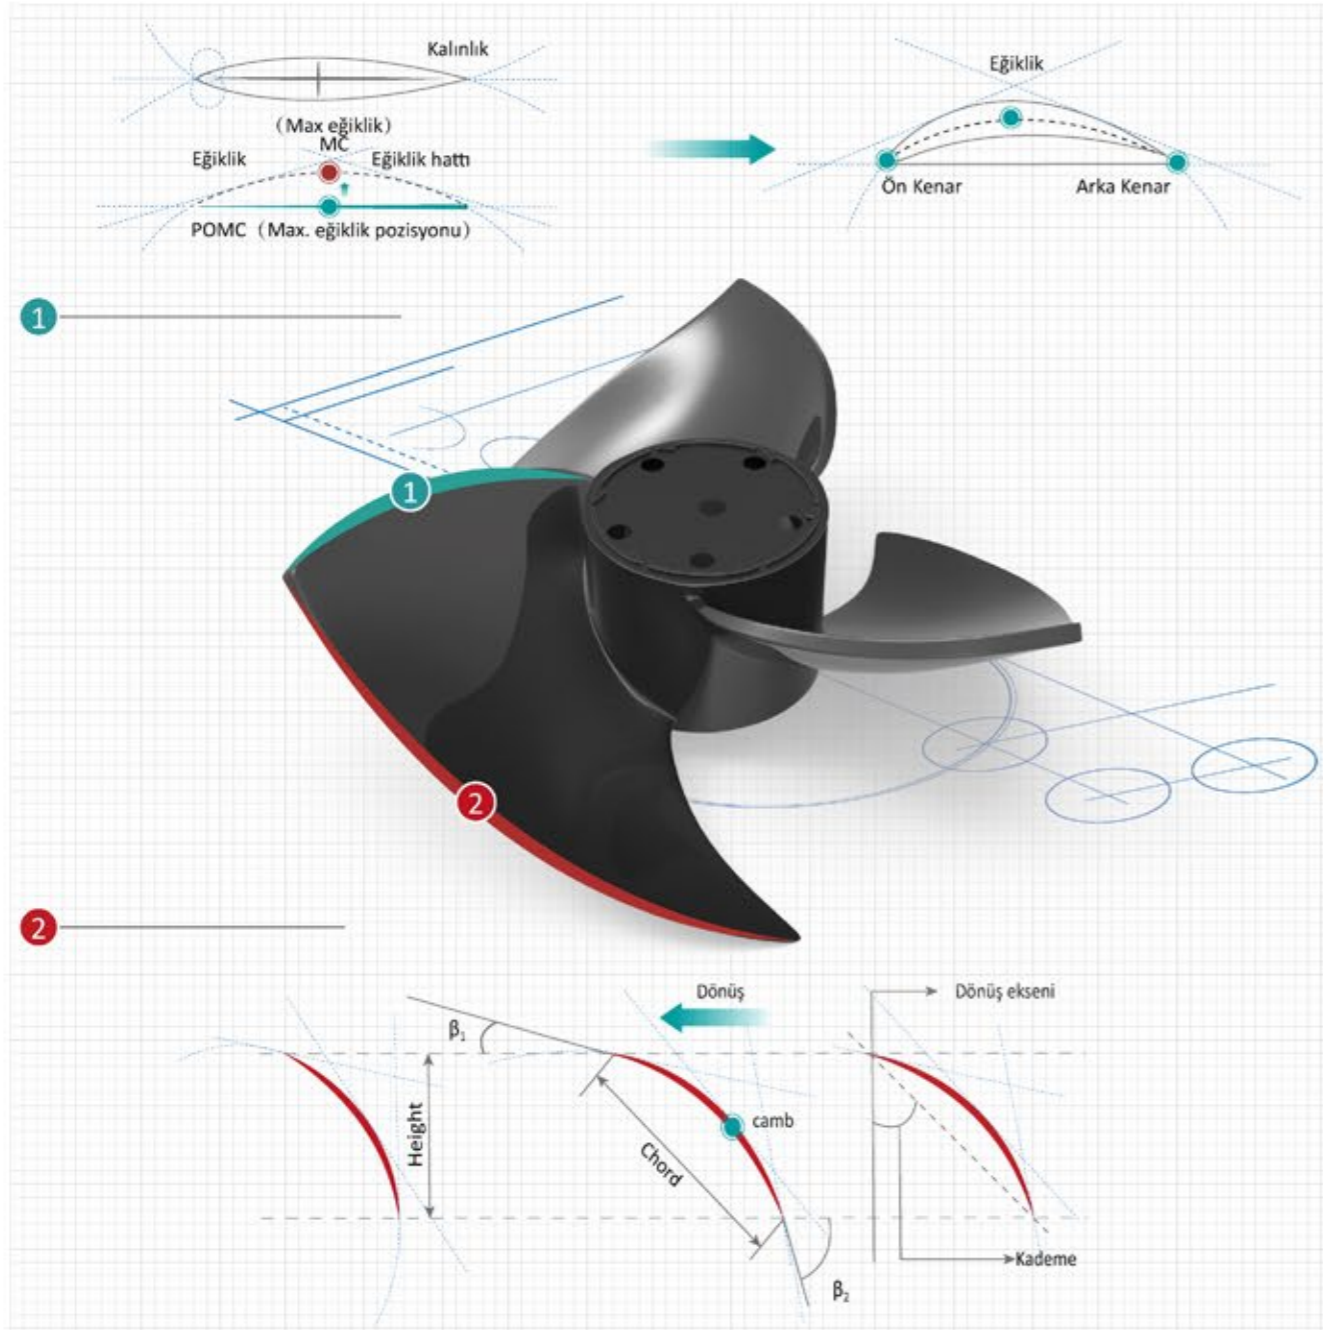 Kalınlık
(Max eğiklik)
MC
Eğiklik
Eğiklik hattı
POMC (Max. eğiklik pozisyonu)
Eğiklik
Ön Kenar
Arka Kenar
1
1
2
2
Dönüş
Dönüş ekseni
β₁
Height
camb
Chord
Kademe
β₂